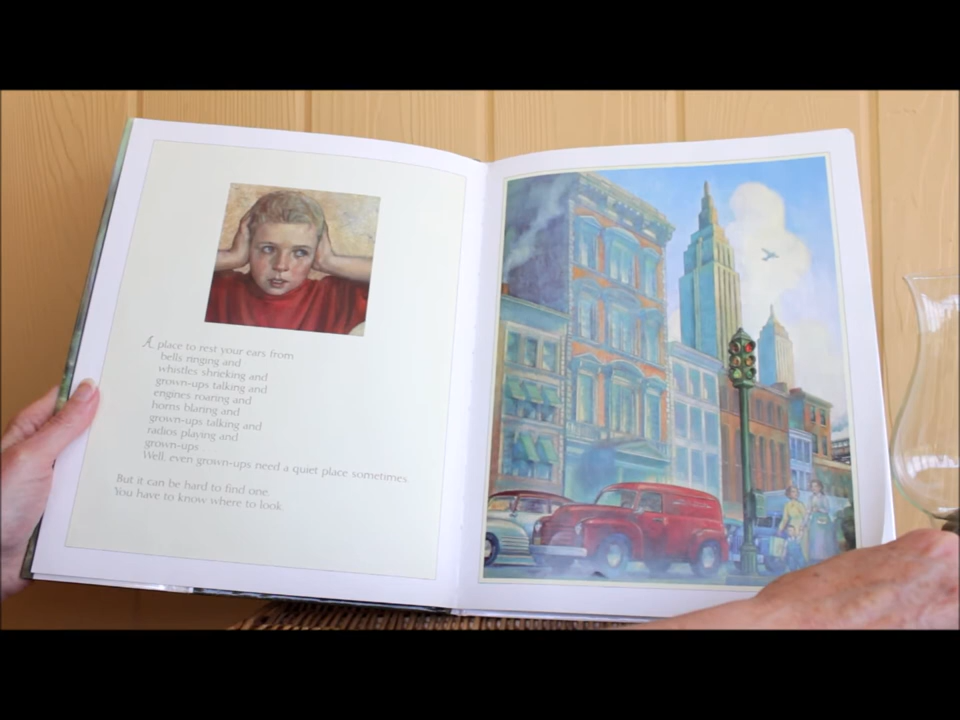 A place to rest your ears from
bells ringing and
whistles shrieking and
grown-ups talking and
engines roaring and
horns blaring and
grown-ups talking and
radios playing and
grown-ups . . .
Well, even grown-ups need a quiet place sometimes.
But it can be hard to find one.
You have to know where to look.